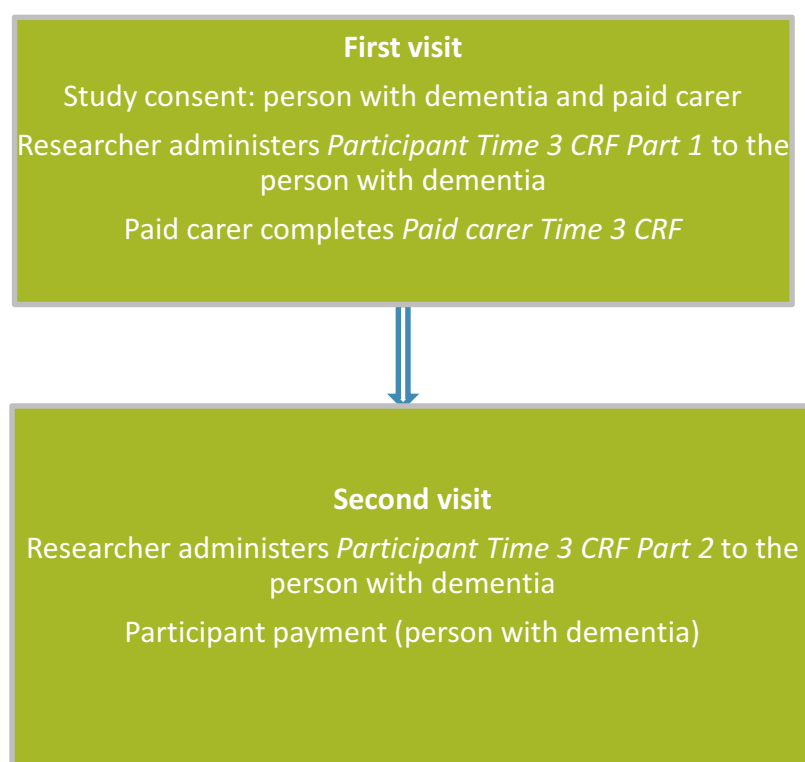 First visit
Study consent: person with dementia and paid carer
Researcher administers Participant Time 3 CRF Part 1 to the
person with dementia
Paid carer completes Paid carer Time 3 CRF
Second visit
Researcher administers Participant Time 3 CRF Part 2 to the
person with dementia
Participant payment (person with dementia)